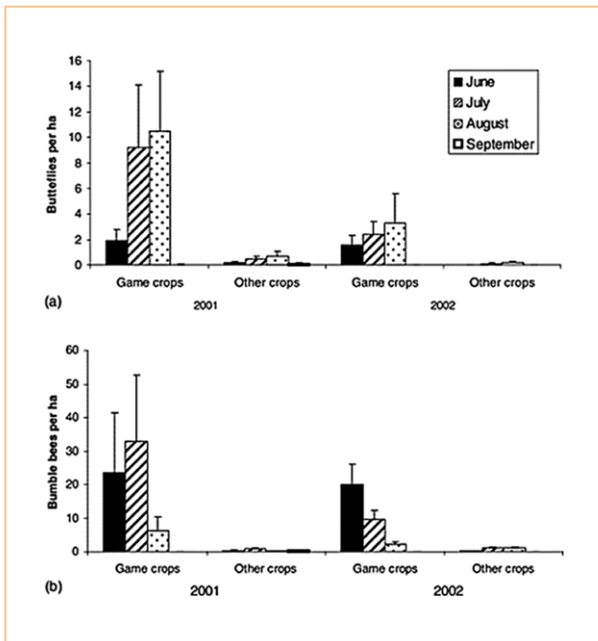 16
14
12
10
8
6
4
2
0
Buttefiles per ha
June
July
August
September
Game crops Other crops Game crops Other crops
(a)
2001 2002
60
50
40
30
20
10
0
Bumble bees per ha
Game crops Other crops Game crops Other crops
(b)
2001 2002